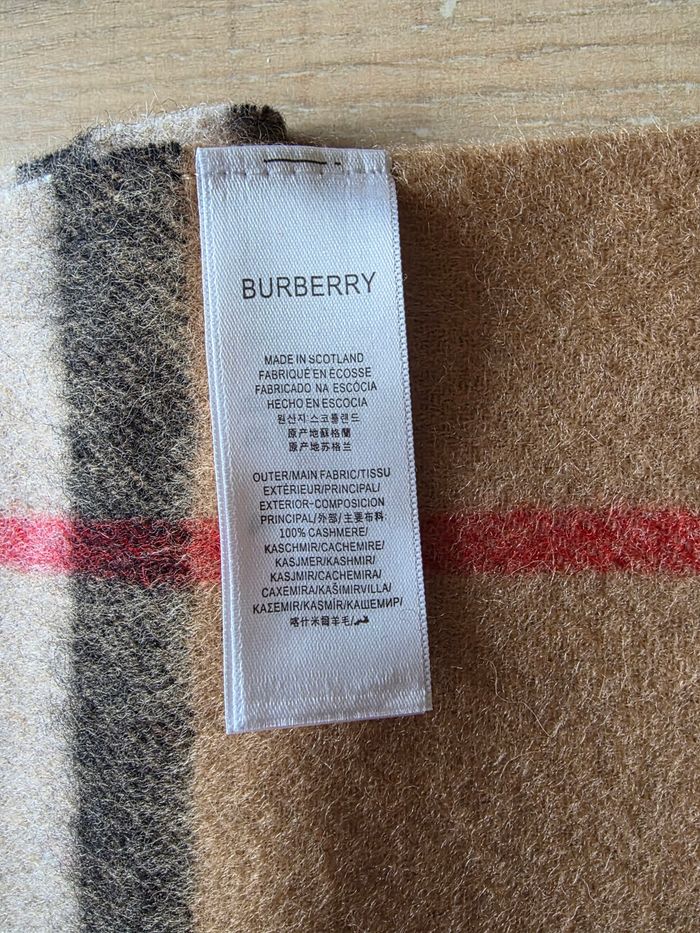 BURBERRY
MADE IN SCOTLAND
FABRIQUÉ EN ÉCOSSE
FABRICADO NA ESCÓCIA
HECHO EN ESCOCIA
원산지 스코틀랜드
原产地蘇格蘭
原产地苏格兰
OUTER/MAIN FABRIC/TISSU
EXTÉRIEUR/PRINCIPAL/
EXTERIOR-COMPOSICION
PRINCIPAL/外部/主要布料
100% CASHMERE/
KASCHMIR/CACHEMIRE/
KASJMER/KASHMIR/
KASJMIR/CACHEMIRA/
CAXEMIRA/KAŠIMIRVILLA/
ΚΑΣΕΜΙR/KAŞMİR/КАШЕМИР/
喀什米爾羊毛/